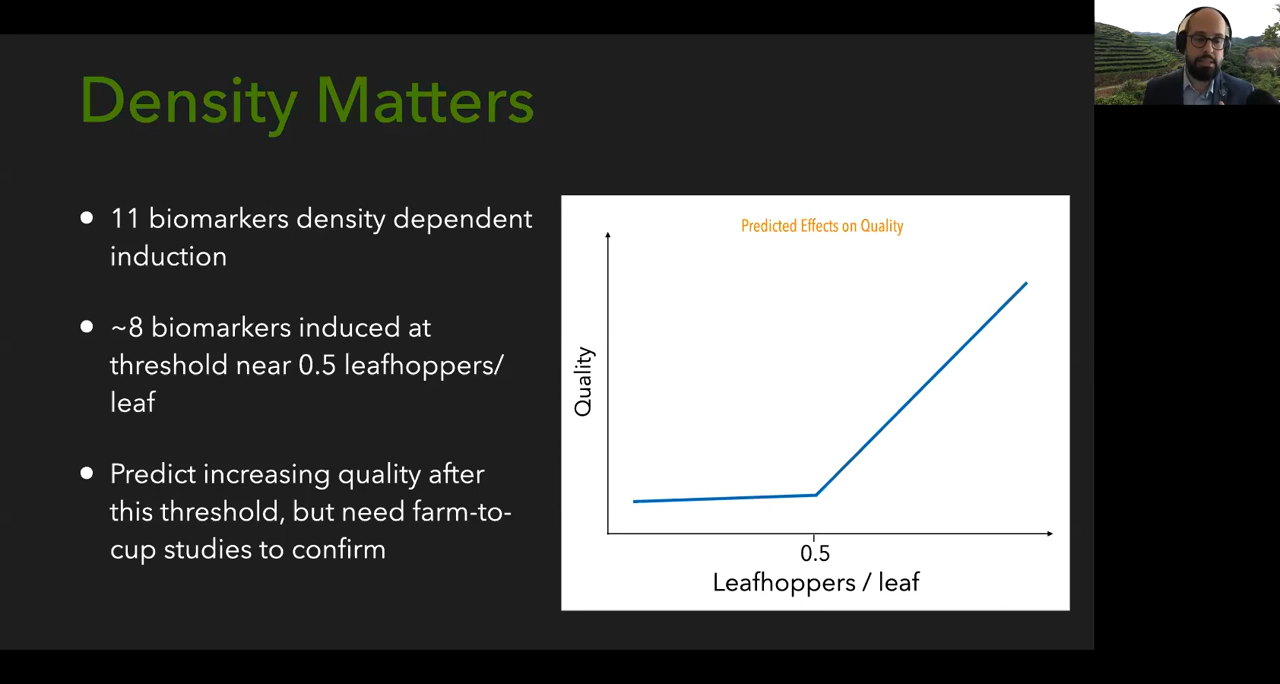 Density Matters
• 11 biomarkers density dependent
induction
• ~8 biomarkers induced at
threshold near 0.5 leafhoppers/
leaf
• Predict increasing quality after
this threshold, but need farm-to-
cup studies to confirm
Predicted Effects on Quality
Quality
0.5
Leafhoppers / leaf